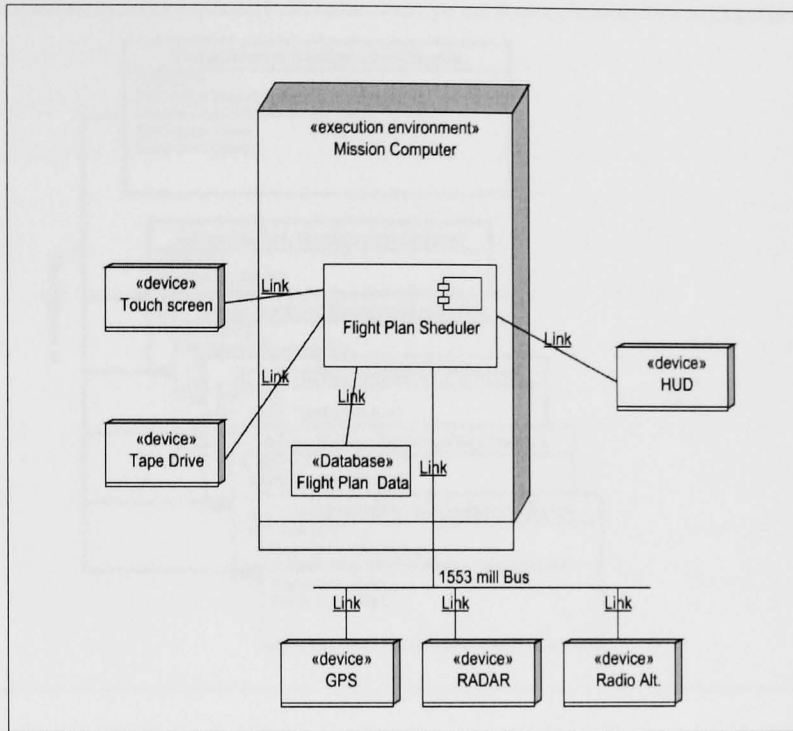 «execution environment»
Mission Computer
«device»
Touch screen
Link
Flight Plan Sheduler
Link
«device»
HUD
Link
«device»
Tape Drive
Link
«Database»
Flight Plan Data
Link
1553 mill Bus
Link
Link
Link
«device»
GPS
«device»
RADAR
«device»
Radio Alt.